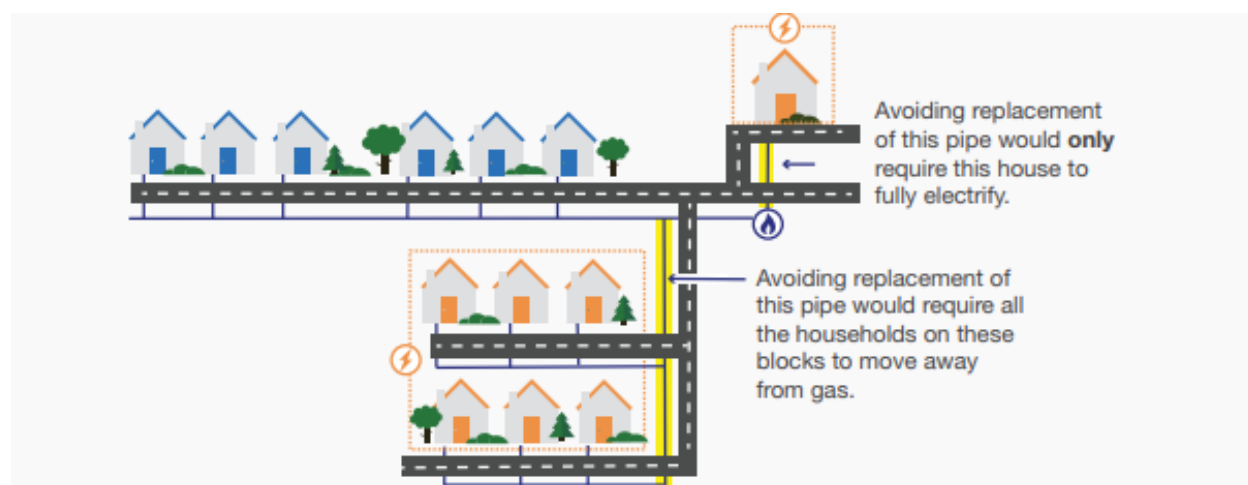 Avoiding replacement
of this pipe would only
require this house to
fully electrify.
Avoiding replacement of
this pipe would require all
the households on these
blocks to move away
from gas.